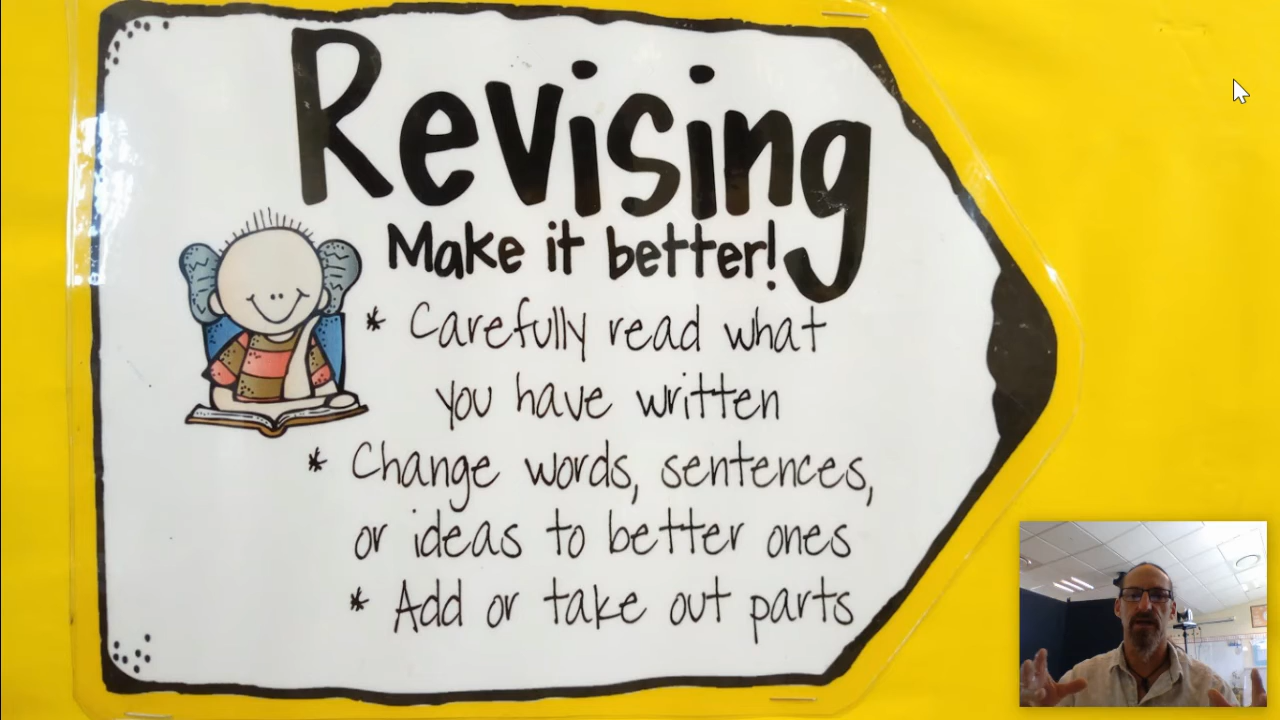 Revising
Make it better!
* Carefully read what
you have written
* Change words, sentences,
or ideas to better ones
* Add or take out parts